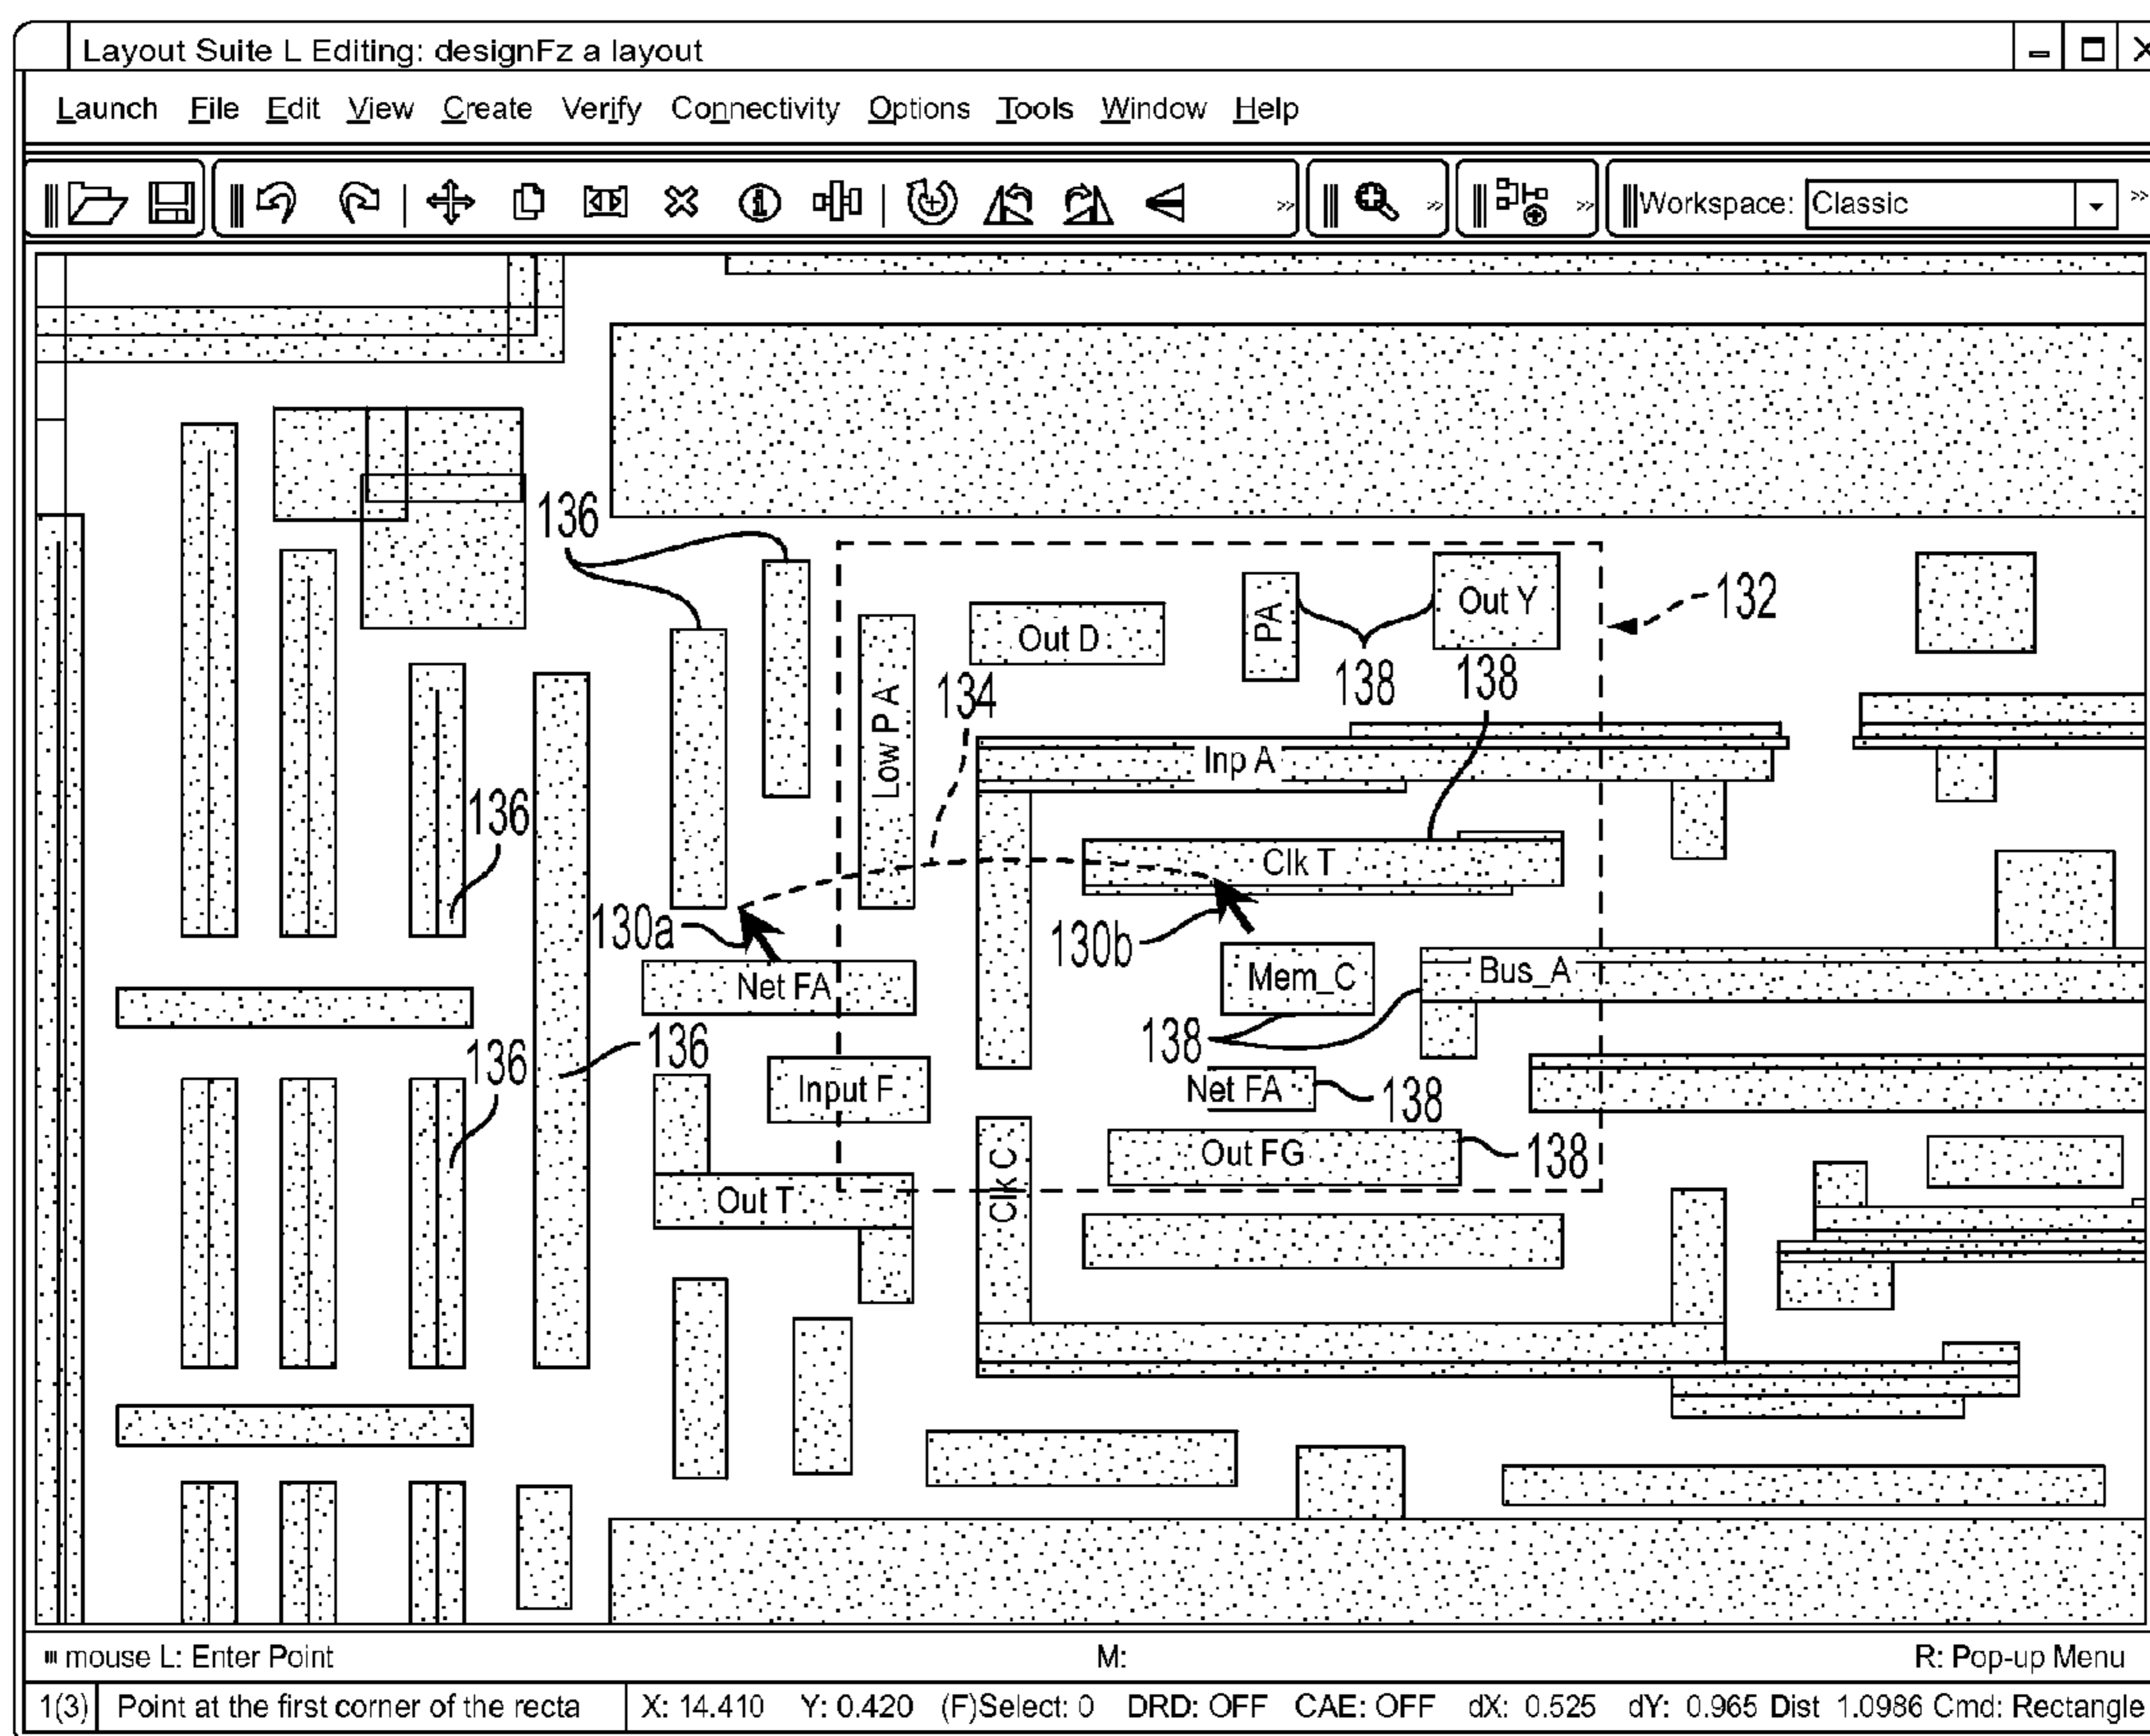 Layout Suite L Editing: designFz a layout
Launch File Edit View Create Verify Connectivity Options Tools Window Help
Workspace: Classic
136
132
Out D
PA
Out Y
138
138
134
Low P A
Inp A
136
Clk T
130a
130b
Net FA
Mem_C
Bus_A
138
136
136
Input F
Net FA
138
Out FG
138
Out T
Clk C
mouse L: Enter Point M: R: Pop-up Menu
1(3) Point at the first corner of the recta X: 14.410 Y: 0.420 (F)Select: 0 DRD: OFF CAE: OFF dX: 0.525 dY: 0.965 Dist 1.0986 Cmd: Rectangle